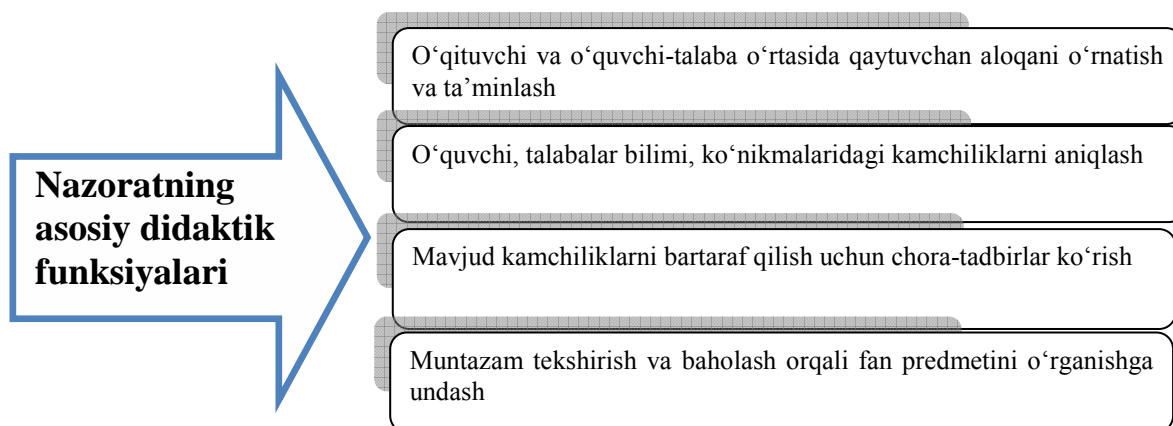 Nazoratning
asosiy didaktik
funksiyalari
O‘qituvchi va o‘quvchi-talaba o‘rtasida qaytuvchan aloqani o‘rnatish
va ta’minlash
O‘quvchi, talabalar bilimi, ko‘nikmalaridagi kamchiliklarni aniqlash
Mavjud kamchiliklarni bartaraf qilish uchun chora-tadbirlar ko‘rish
Muntazam tekshirish va baholash orqali fan predmetini o‘rganishga
undash